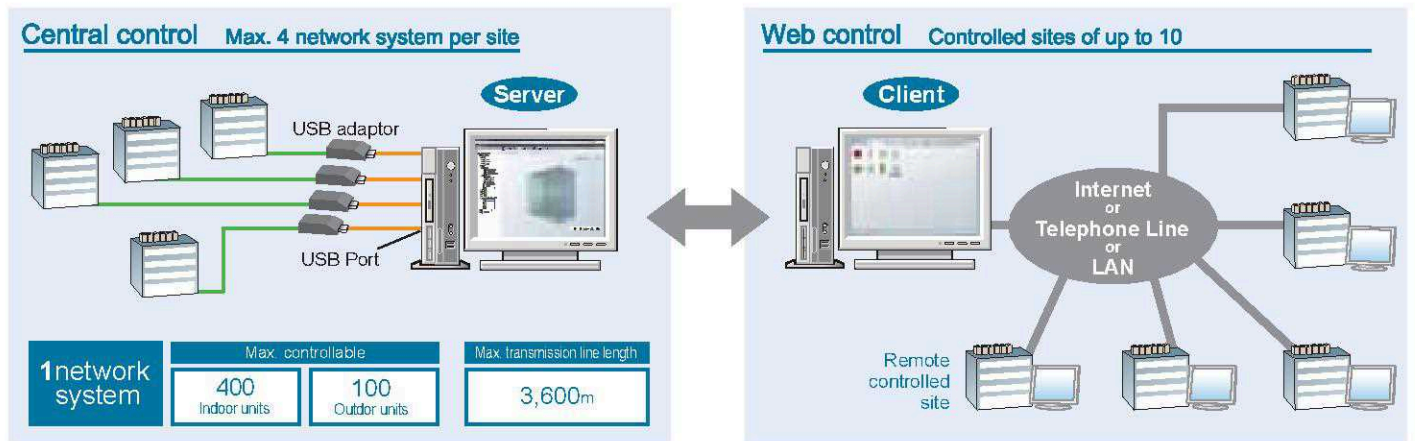 Central control Max. 4 network system per site
Server
USB adaptor
USB Port
1network
system
Max. controllable
400
Indoor units
100
Outdor units
Max. transmission line length
3,600m
Web control Controlled sites of up to 10
Client
Internet
or
Telephone Line
or
LAN
Remote
controlled
site